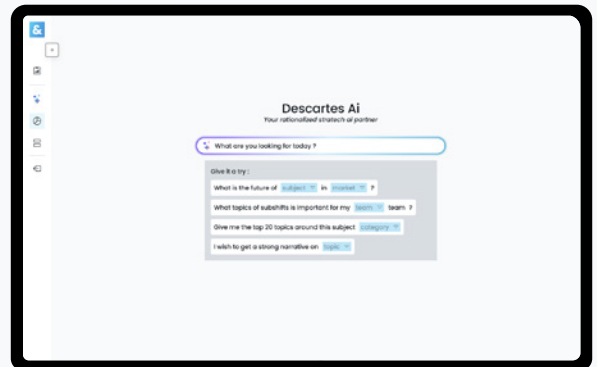 &
Descartes Ai
Your rationalized stratech ai partner
What are you looking for today ?
Give it a try :
What is the future of subject in market ?
What topics of subshifts is important for my team team ?
Give me the top 20 topics around this subject category
I wish to get a strong narrative on topic